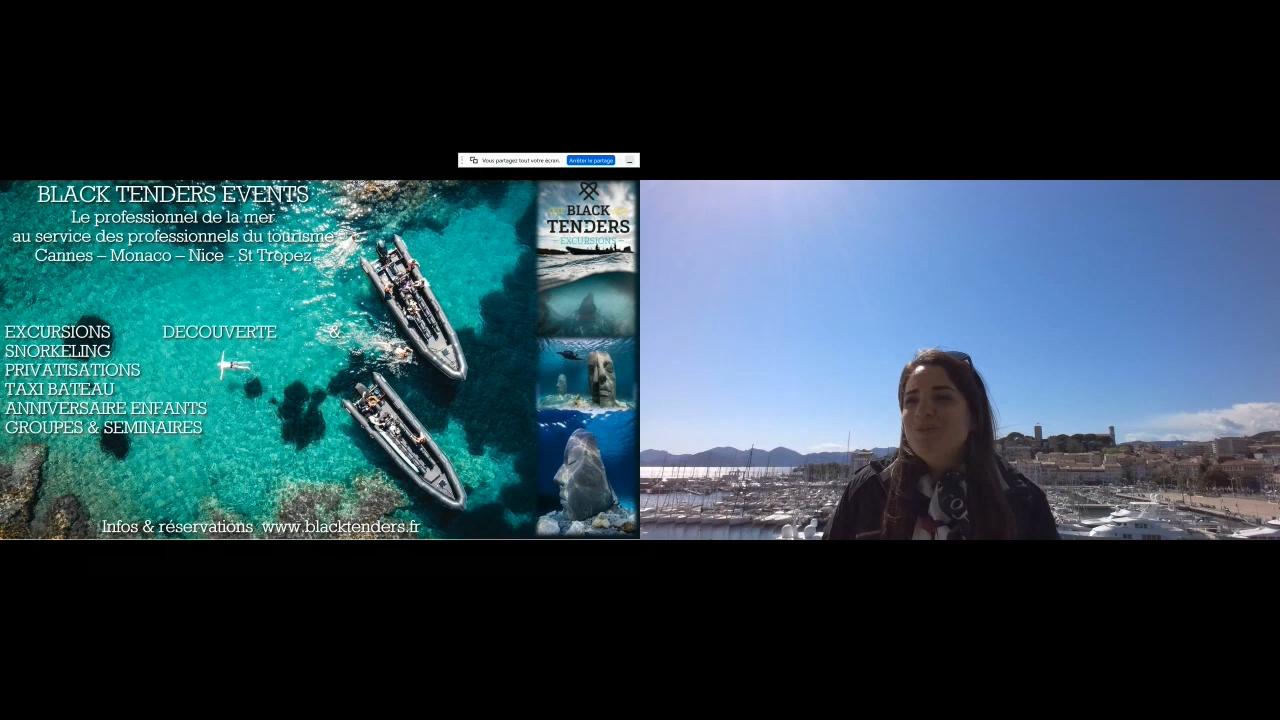 Vous partagez tout votre écran.
Arrêter le partage
BLACK TENDERS EVENTS
Le professionnel de la mer
au service des professionnels du tourisme
Cannes – Monaco – Nice - St Tropez
EXCURSIONS DECOUVERTE &
SNORKELING
PRIVATISATIONS
TAXI BATEAU
ANNIVERSAIRE ENFANTS
GROUPES & SEMINAIRES
Infos & réservations www.blacktenders.fr
BLACK
TENDERS
– EXCURSIONS –